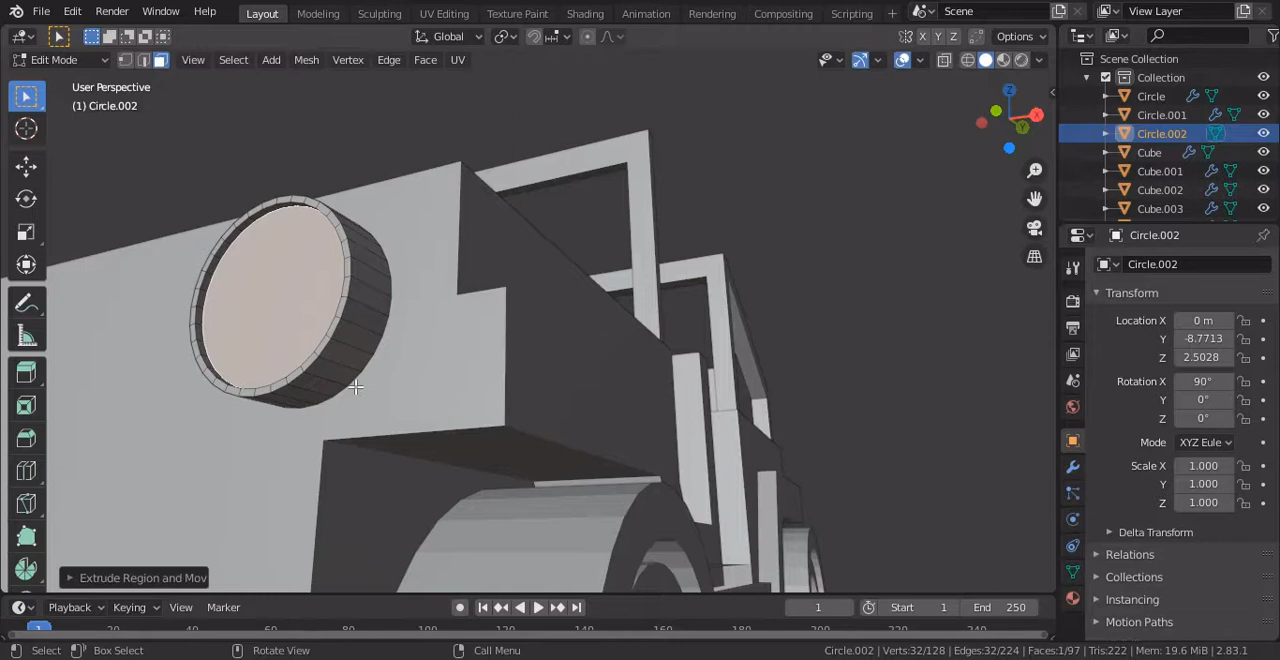 File Edit Render Window Help Layout Modeling Sculpting UV Editing Texture Paint Shading Animation Rendering Compositing Scripting + Scene View Layer
Global X Y Z Options
Edit Mode View Select Add Mesh Vertex Edge Face UV
User Perspective
(1) Circle.002
Z
X
Y
Extrude Region and Mov
Scene Collection
Collection
Circle
Circle.001
Circle.002
Cube
Cube.001
Cube.002
Cube.003
Circle.002
Circle.002
Transform
Location X 0 m
Y -8.7713
Z 2.5028
Rotation X 90°
Y 0°
Z 0°
Mode XYZ Eule
Scale X 1.000
Y 1.000
Z 1.000
Delta Transform
Relations
Collections
Instancing
Motion Paths
Playback Keying View Marker 1 Start 1 End 250
1
Select Box Select Rotate View Call Menu Circle.002 | Verts:32/128 | Edges:32/224 | Faces:1/97 | Tris:222 | Mem: 19.6 MiB | 2.83.1